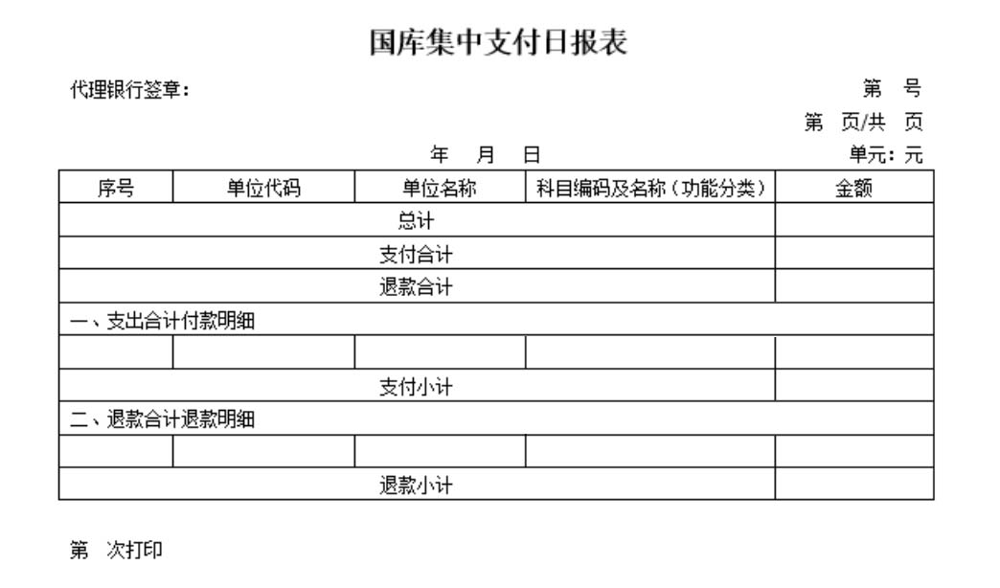 国库集中支付日报表
代理银行签章： 第 号
第 页/共 页
年 月 日 单元：元
序号 单位代码 单位名称 科目编码及名称（功能分类） 金额
总计
支付合计
退款合计
一、支出合计付款明细
支付小计
二、退款合计退款明细
退款小计
第 次打印